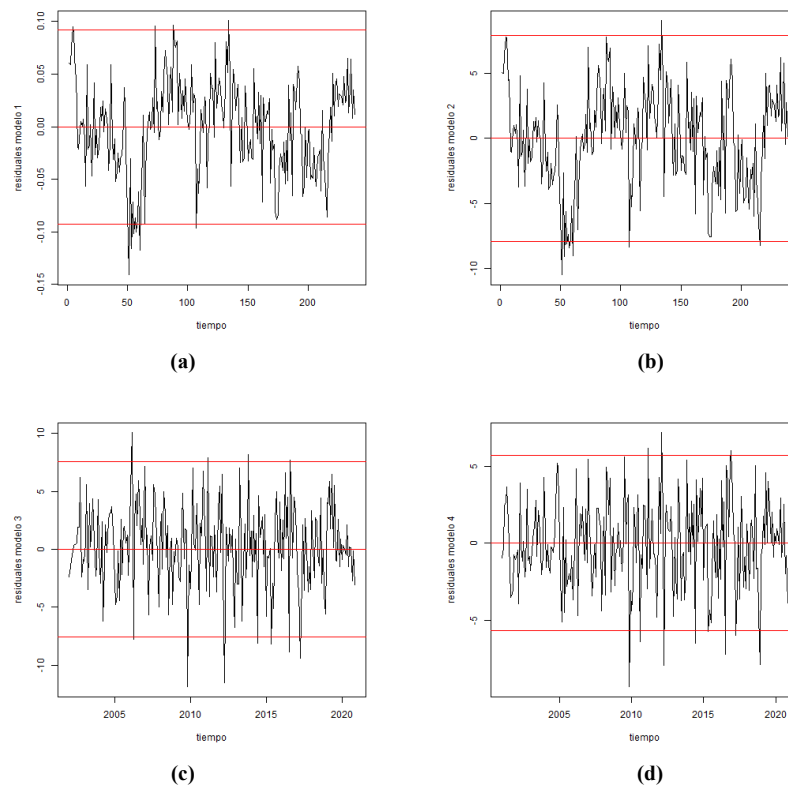 residuales modelo 1
0.10
0.05
0.00
-0.05
-0.10
-0.15
0 50 100 150 200
tiempo
(a)
residuales modelo 2
5
0
-5
-10
0 50 100 150 200
tiempo
(b)
residuales modelo 3
10
5
0
-5
-10
2005 2010 2015 2020
tiempo
(c)
residuales modelo 4
5
0
-5
2005 2010 2015 2020
tiempo
(d)